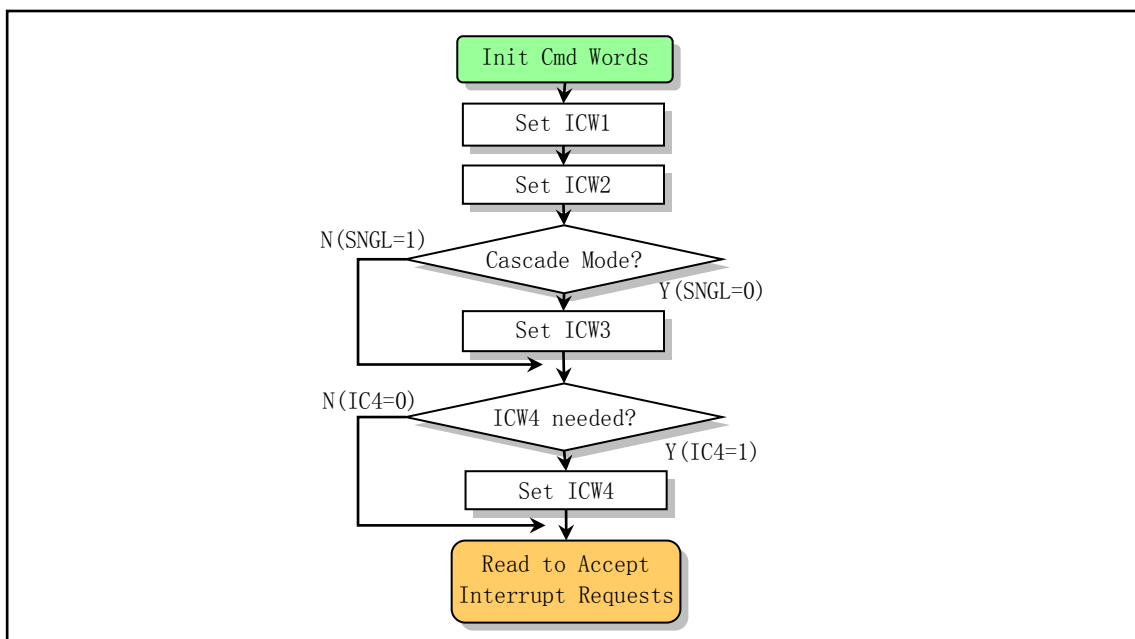 Init Cmd Words
Set ICW1
Set ICW2
N(SNGL=1)
Cascade Mode?
Y(SNGL=0)
Set ICW3
N(IC4=0)
ICW4 needed?
Y(IC4=1)
Set ICW4
Read to Accept
Interrupt Requests